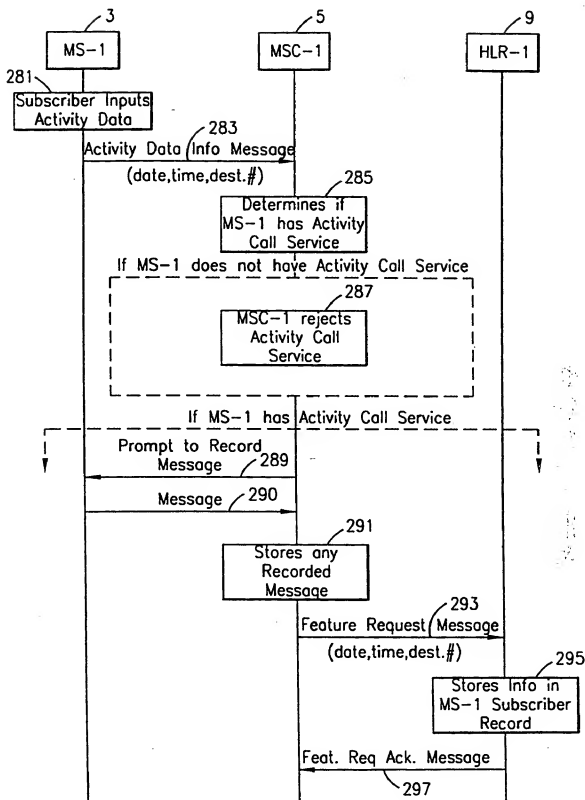 3
5
9
MS-1
MSC-1
HLR-1
281
Subscriber Inputs
Activity Data
283
Activity Data Info Message
(date,time,dest.#)
285
Determines if
MS-1 has Activity
Call Service
If MS-1 does not have Activity Call Service
287
MSC-1 rejects
Activity Call
Service
If MS-1 has Activity Call Service
Prompt to Record
Message
289
Message
290
291
Stores any
Recorded
Message
293
Feature Request Message
(date,time,dest.#)
295
Stores Info in
MS-1 Subscriber
Record
Feat. Req Ack. Message
297